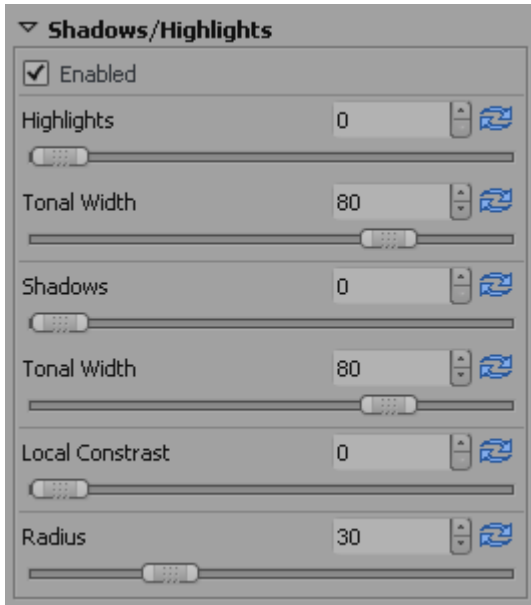 Shadows/Highlights
Enabled
Highlights 0
Tonal Width 80
Shadows 0
Tonal Width 80
Local Constrast 0
Radius 30